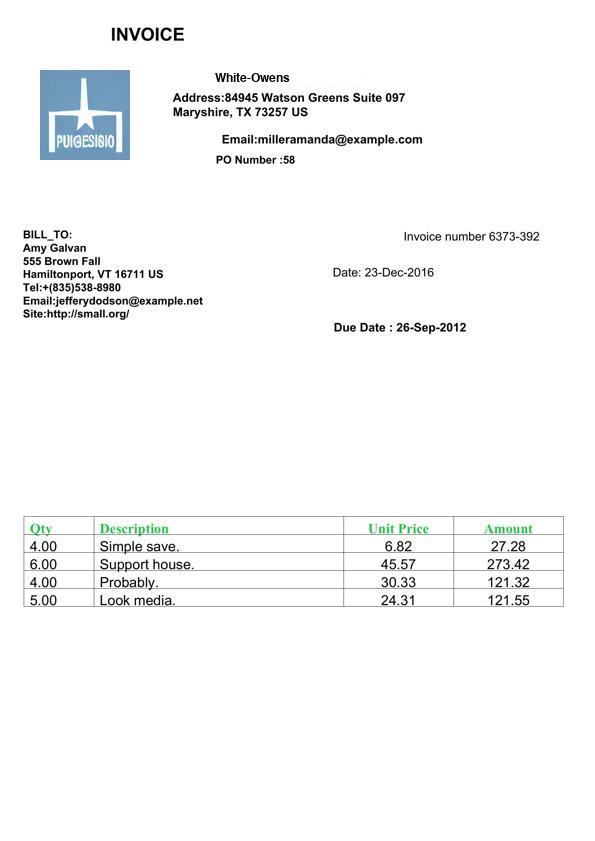 INVOICE
PUIGESISIO
White-Owens
Address:84945 Watson Greens Suite 097
Maryshire, TX 73257 US
Email:milleramanda@example.com
PO Number :58
BILL_TO:
Amy Galvan
555 Brown Fall
Hamiltonport, VT 16711 US
Tel:+(835)538-8980
Email:jefferydodson@example.net
Site:http://small.org/
Invoice number 6373-392
Date: 23-Dec-2016
Due Date : 26-Sep-2012
Qty Description Unit Price Amount
4.00 Simple save. 6.82 27.28
6.00 Support house. 45.57 273.42
4.00 Probably. 30.33 121.32
5.00 Look media. 24.31 121.55